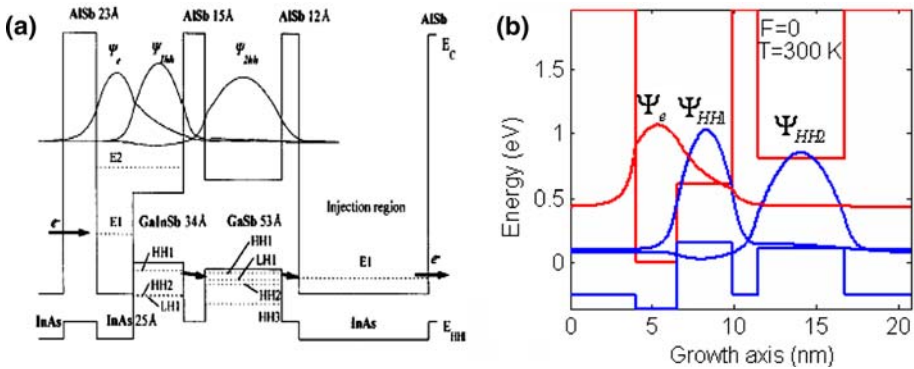 (a)
AlSb 23Å AlSb 15Å AlSb 12Å AlSb
Ψe Ψ1hh Ψ2hh
EC
E2
GaInSb 34Å GaSb 53Å Injection region
e- E1 HH1 HH1 E1 e-
LH1
HH2 HH2
LH1 HH3
InAs InAs 25Å InAs EHH
(b)
F=0
T=300 K
Ψe ΨHH1 ΨHH2
Energy (eV)
1.5
1
0.5
0
0 5 10 15 20
Growth axis (nm)